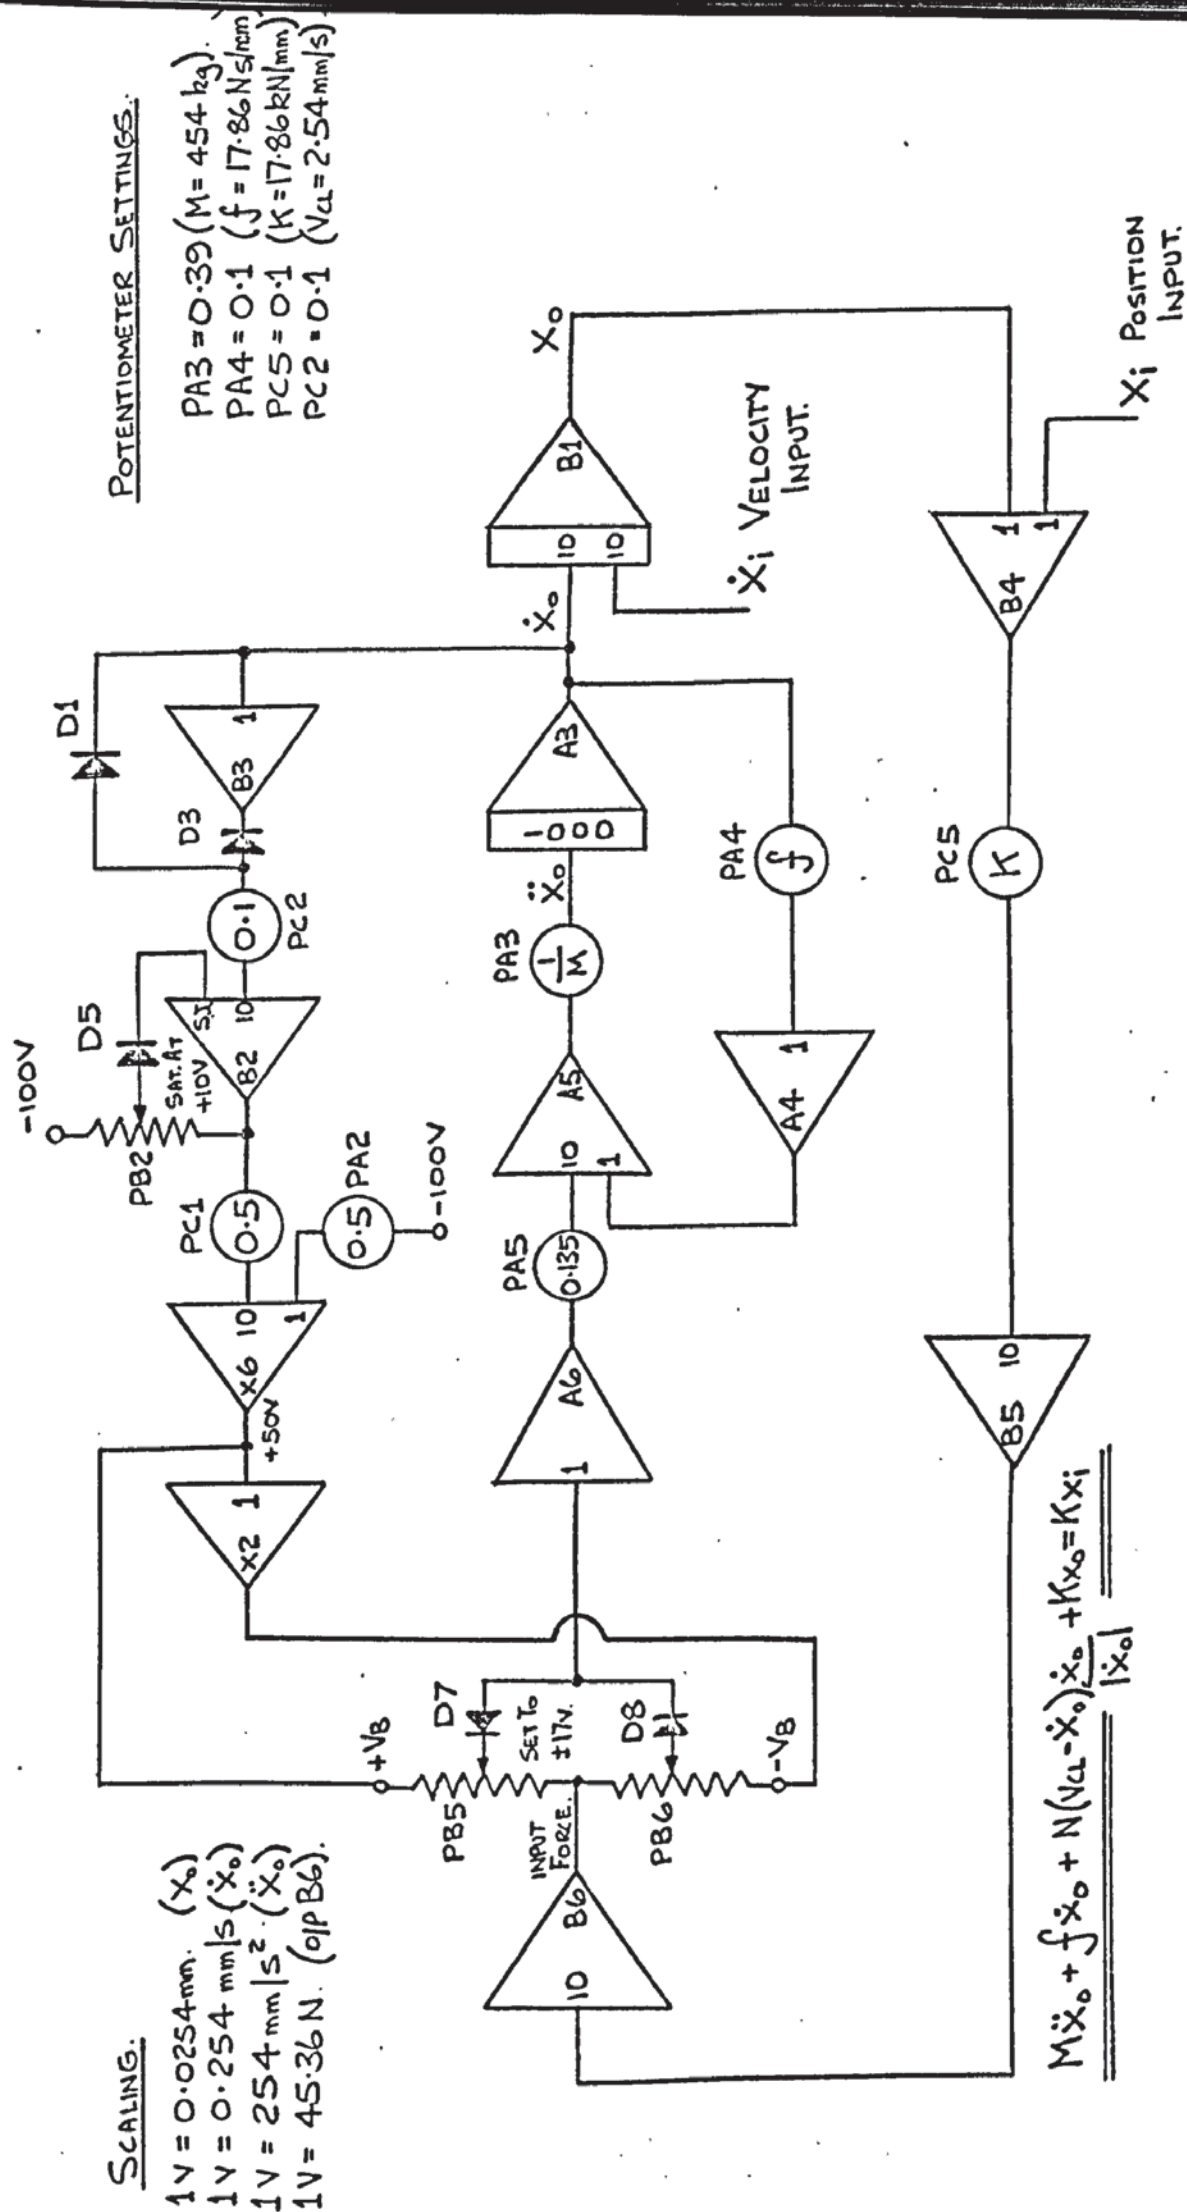 SCALING.
1V = 0.0254mm. (X₀)
1V = 0.254 mm/s (Ẋ₀)
1V = 254 mm/s². (Ẍ₀)
1V = 45.36 N. (O/P B6).
POTENTIOMETER SETTINGS.
PA3 = 0.39 (M = 454 kg).
PA4 = 0.1 (f = 17.86 Ns/mm)
PC5 = 0.1 (K = 17.86 kN/mm)
PC2 = 0.1 (VCL = 2.54 mm/s)
-100V
D5
PB2
SAT. AT
+10V
S.J
10
B2
0.1
PC2
D3
D1
B3
1
PC1
0.5
0.5
PA2
-100V
X6
10
1
+50V
X2
1
+VB
PB5
D7
SET TO
±17V.
D8
PB6
-VB
INPUT
FORCE.
10
B6
1
A6
PA5
0.135
10
1
A5
PA3
1/M
Ẍ₀
1000
A3
Ẋ₀
10
10
B1
X₀
Ẋi VELOCITY
INPUT.
A4
1
PA4
f
B5
10
PC5
K
B4
1
1
Xi POSITION
INPUT.
MẌ₀ + fẊ₀ + N(VCL - Ẋ₀) Ẋ₀/|Ẋ₀| + KX₀ = KXi